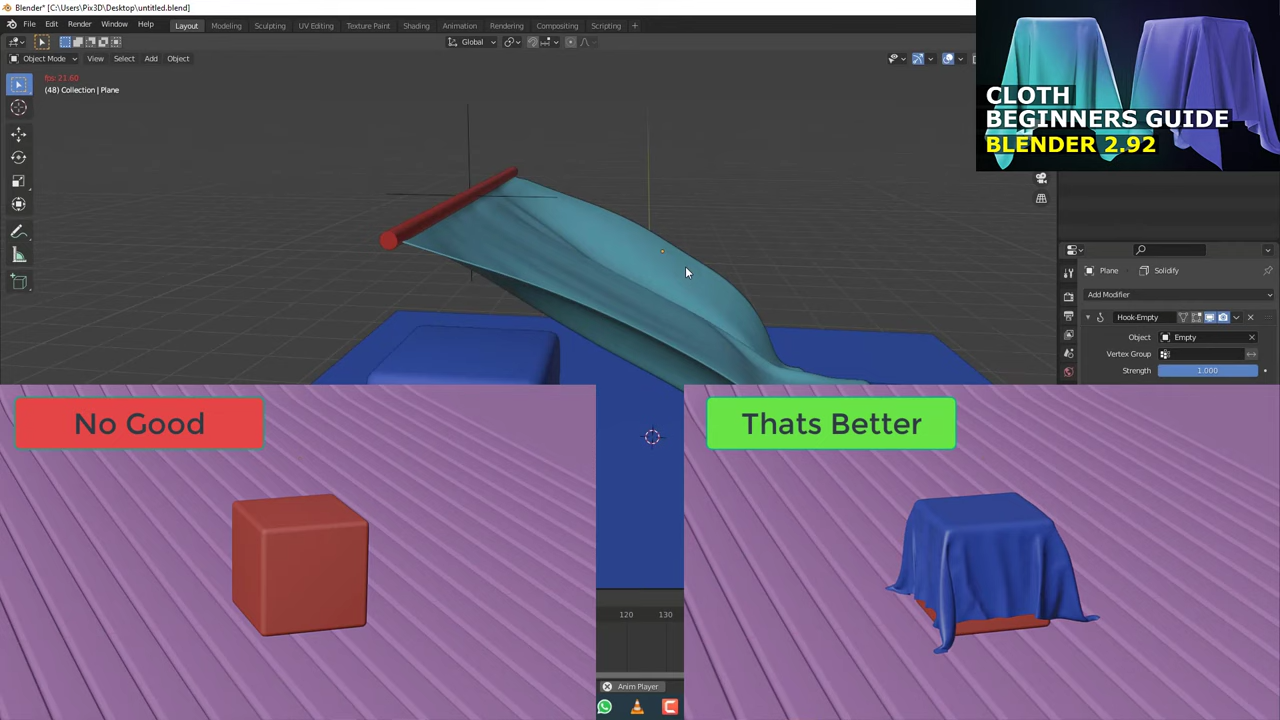 Blender* [C:\Users\Pix3D\Desktop\untitled.blend]
File Edit Render Window Help Layout Modeling Sculpting UV Editing Texture Paint Shading Animation Rendering Compositing Scripting +
Global
Object Mode View Select Add Object
fps: 21.60
(48) Collection | Plane
CLOTH
BEGINNERS GUIDE
BLENDER 2.92
Plane Solidify
Add Modifier
Hook-Empty
Object Empty
Vertex Group
Strength 1.000
No Good
Thats Better
120 130
Anim Player